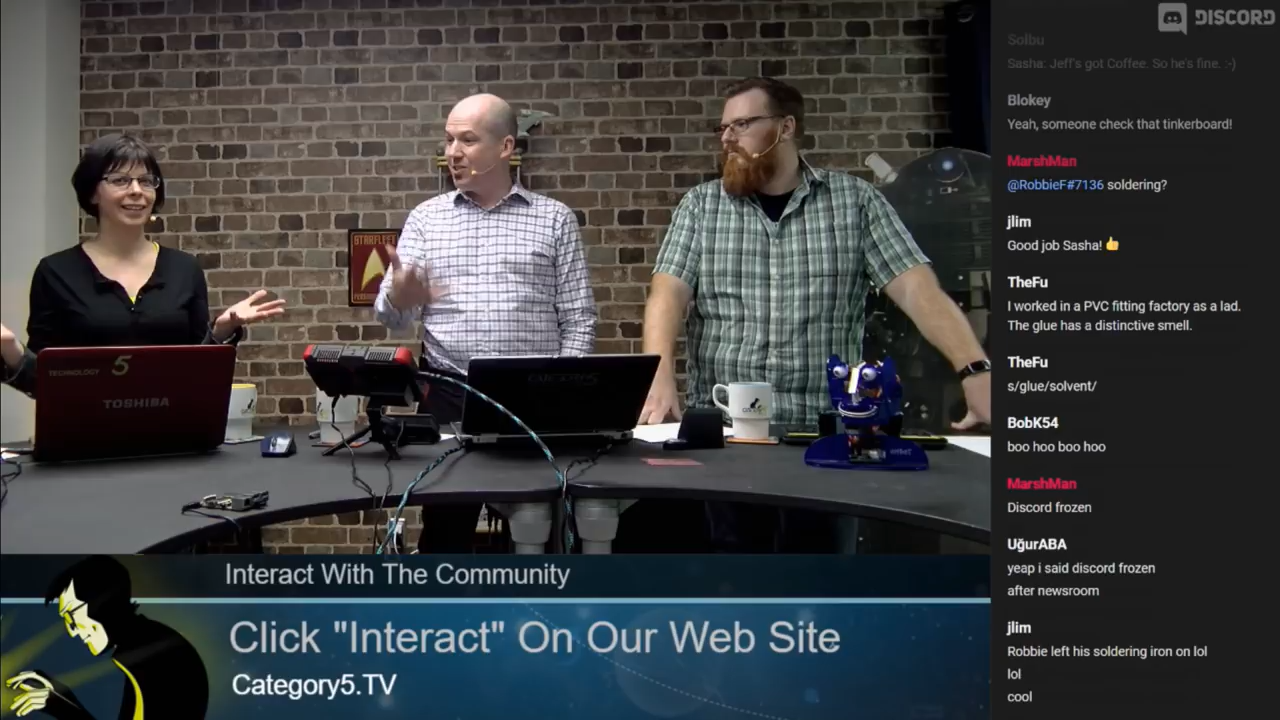 STARFLEET
TECHNOLOGY 5
TOSHIBA
Interact With The Community
Click "Interact" On Our Web Site
Category5.TV
DISCORD
Solbu
Sasha: Jeff's got Coffee. So he's fine. :-)
Blokey
Yeah, someone check that tinkerboard!
MarshMan
@RobbieF#7136 soldering?
jlim
Good job Sasha! 👍
TheFu
I worked in a PVC fitting factory as a lad.
The glue has a distinctive smell.
TheFu
s/glue/solvent/
BobK54
boo hoo boo hoo
MarshMan
Discord frozen
UğurABA
yeap i said discord frozen
after newsroom
jlim
Robbie left his soldering iron on lol
lol
cool